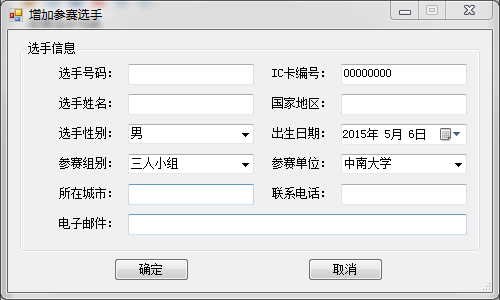 增加参赛选手
选手信息
选手号码： IC卡编号： 00000000
选手姓名： 国家地区：
选手性别： 男 出生日期： 2015年 5月 6日
参赛组别： 三人小组 参赛单位： 中南大学
所在城市： 联系电话：
电子邮件：
确定 取消